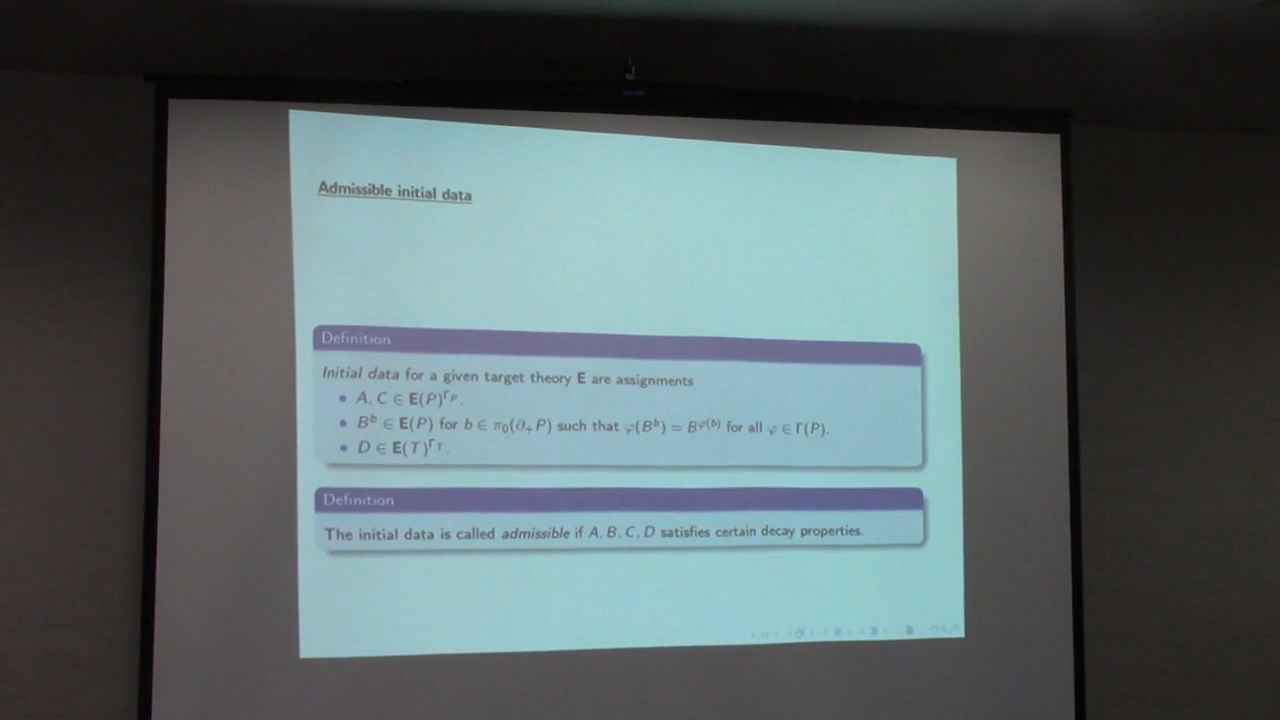 Admissible initial data
Definition
Initial data for a given target theory E are assignments
• A, C ∈ E(P)^{Γ_P}.
• B^b ∈ E(P) for b ∈ π₀(∂₊P) such that φ(B^b) = B^{φ(b)} for all φ ∈ Γ(P).
• D ∈ E(T)^{Γ_T}.
Definition
The initial data is called admissible if A, B, C, D satisfies certain decay properties.